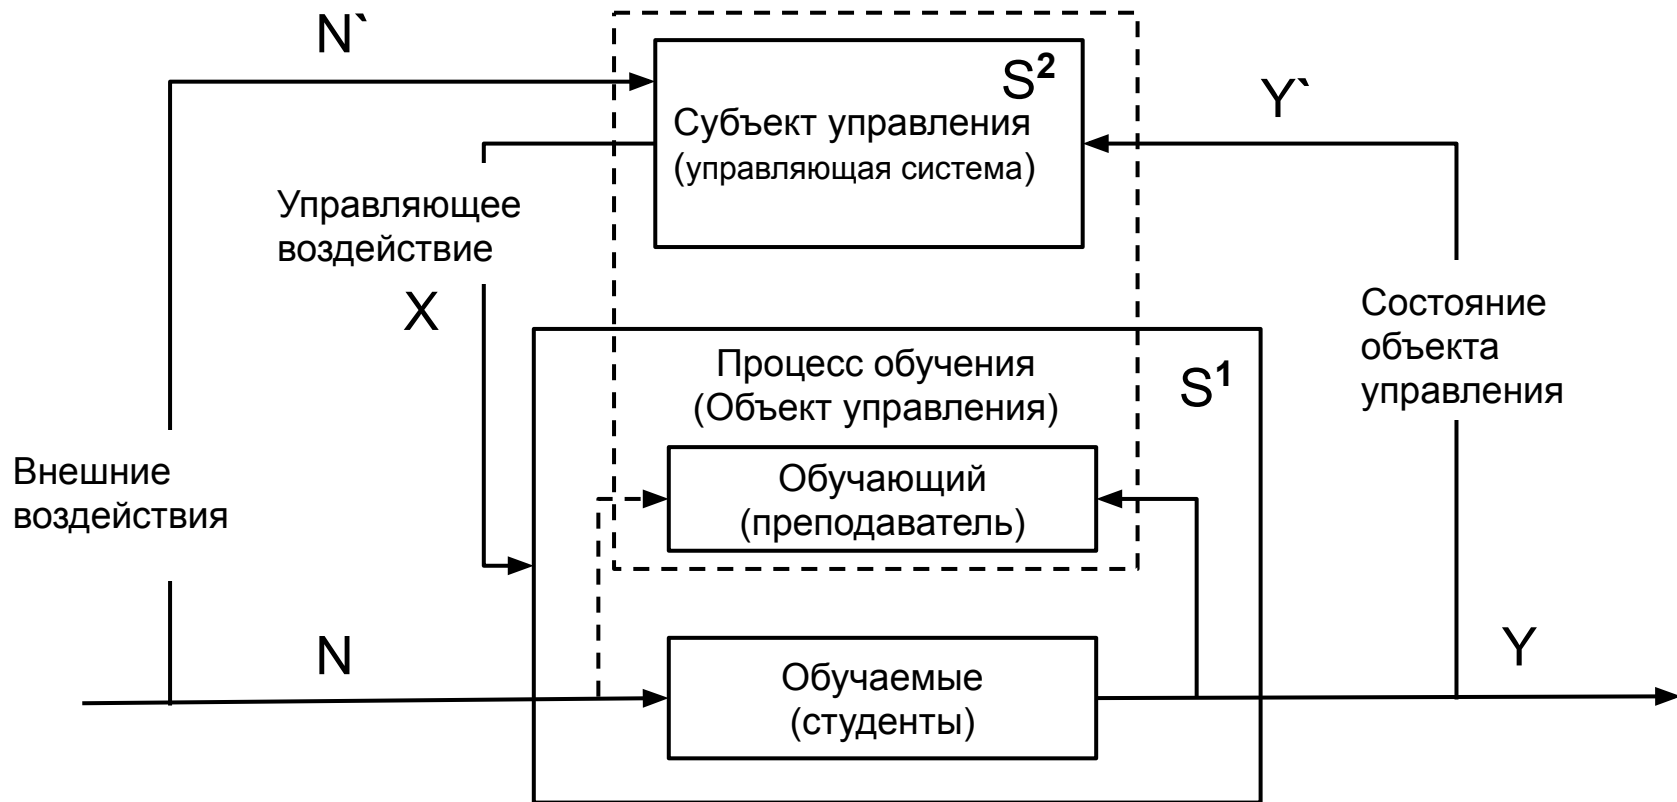 N`
S²
Субъект управления
(управляющая система)
Y`
Управляющее
воздействие
X
Состояние
объекта
управления
Процесс обучения
(Объект управления)
S¹
Внешние
воздействия
Обучающий
(преподаватель)
N
Обучаемые
(студенты)
Y